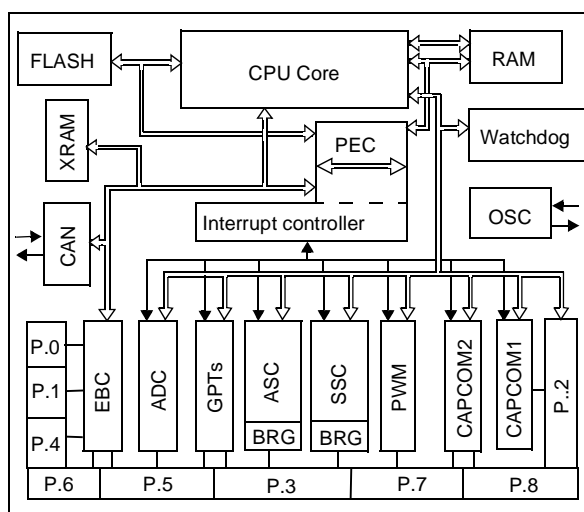 FLASH
CPU Core
RAM
XRAM
PEC
Watchdog
Interrupt controller
OSC
CAN
P.0
P.1
P.4
EBC
ADC
GPTs
ASC
BRG
SSC
BRG
PWM
CAPCOM2
CAPCOM1
P..2
P.6
P.5
P.3
P.7
P.8